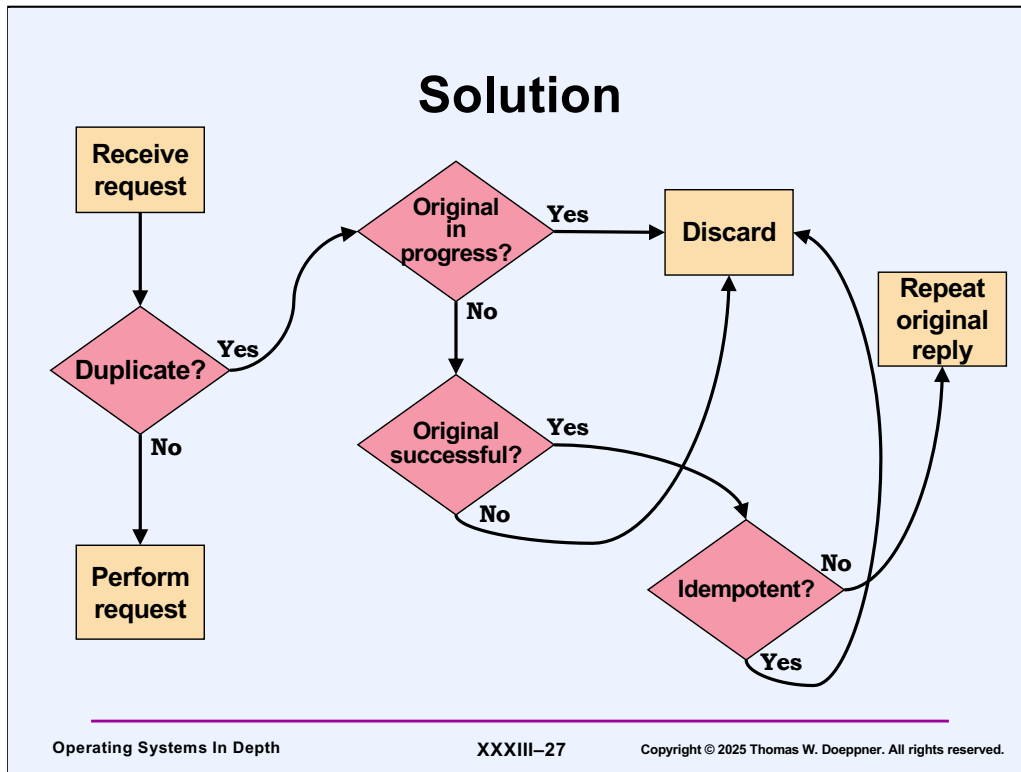 Solution
Receive
request
Duplicate?
Yes
No
Perform
request
Original
in
progress?
Yes
No
Discard
Original
successful?
Yes
No
Idempotent?
No
Yes
Repeat
original
reply
Operating Systems In Depth
XXXIII–27
Copyright © 2025 Thomas W. Doeppner. All rights reserved.